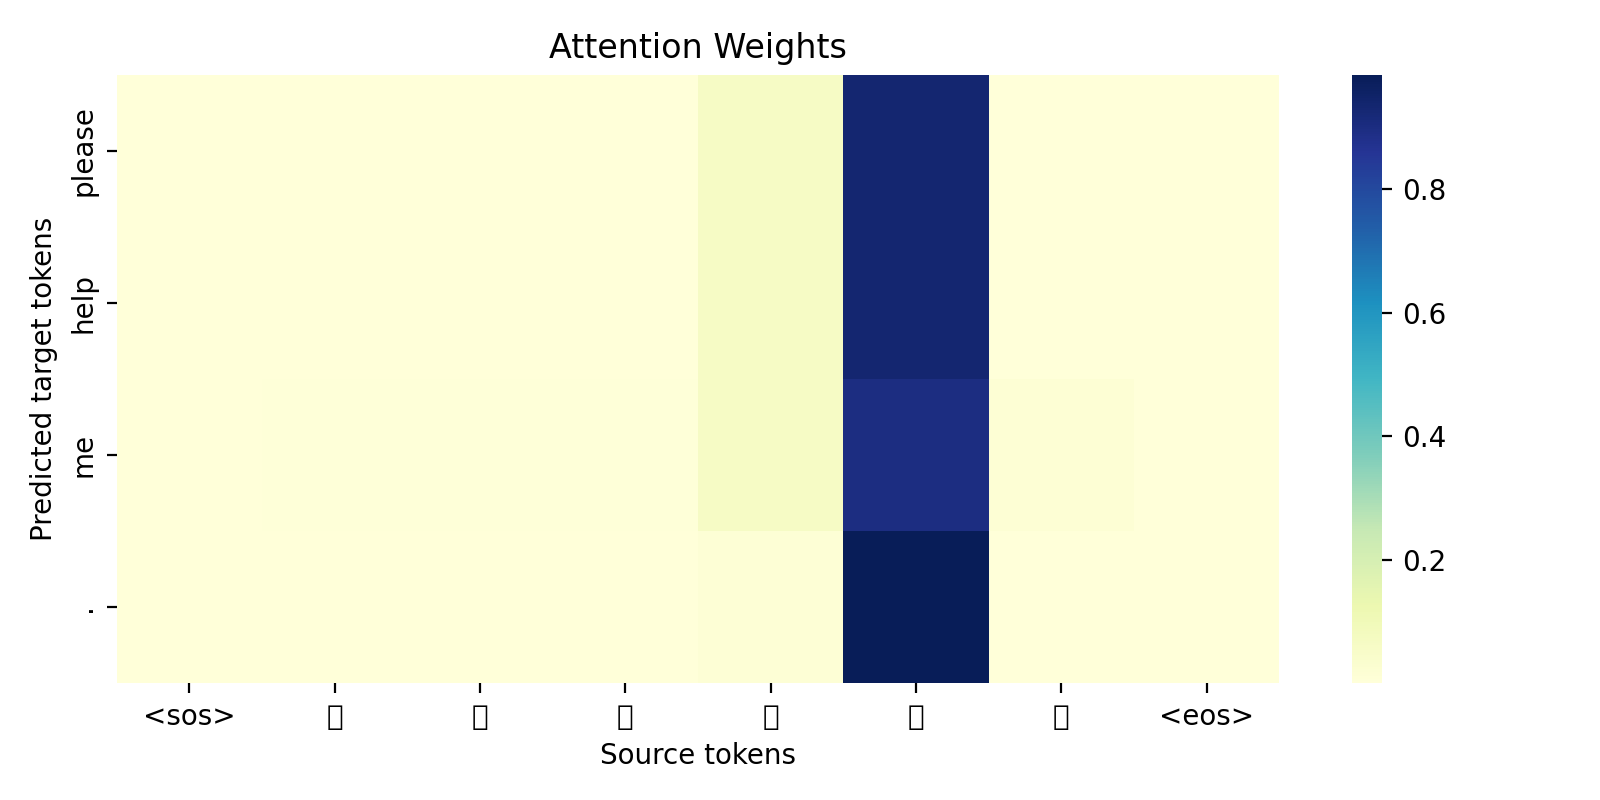 Attention Weights
Predicted target tokens
please
help
me
.
<sos> <eos>
Source tokens
0.8
0.6
0.4
0.2